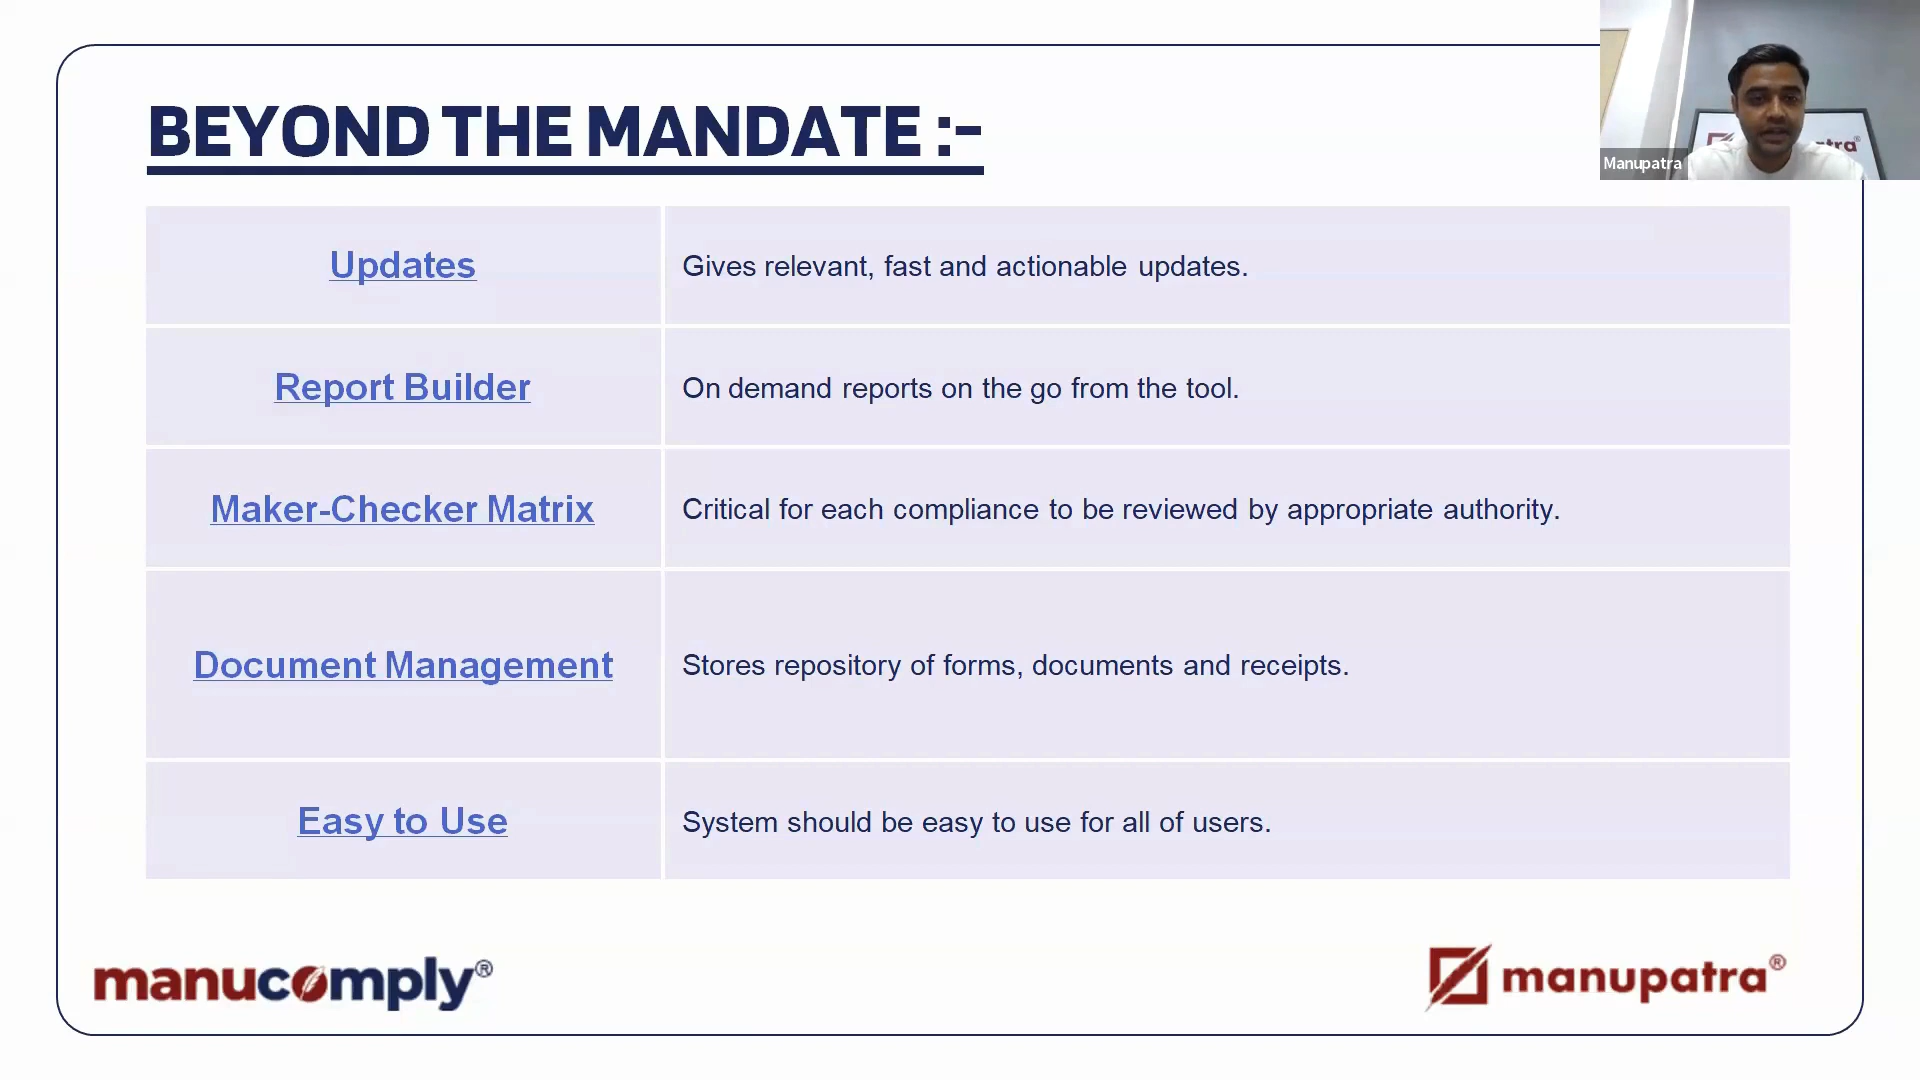 BEYOND THE MANDATE :-
Manupatra
tra®
Updates
Gives relevant, fast and actionable updates.
Report Builder
On demand reports on the go from the tool.
Maker-Checker Matrix
Critical for each compliance to be reviewed by appropriate authority.
Document Management
Stores repository of forms, documents and receipts.
Easy to Use
System should be easy to use for all of users.
manucomply®
manupatra®